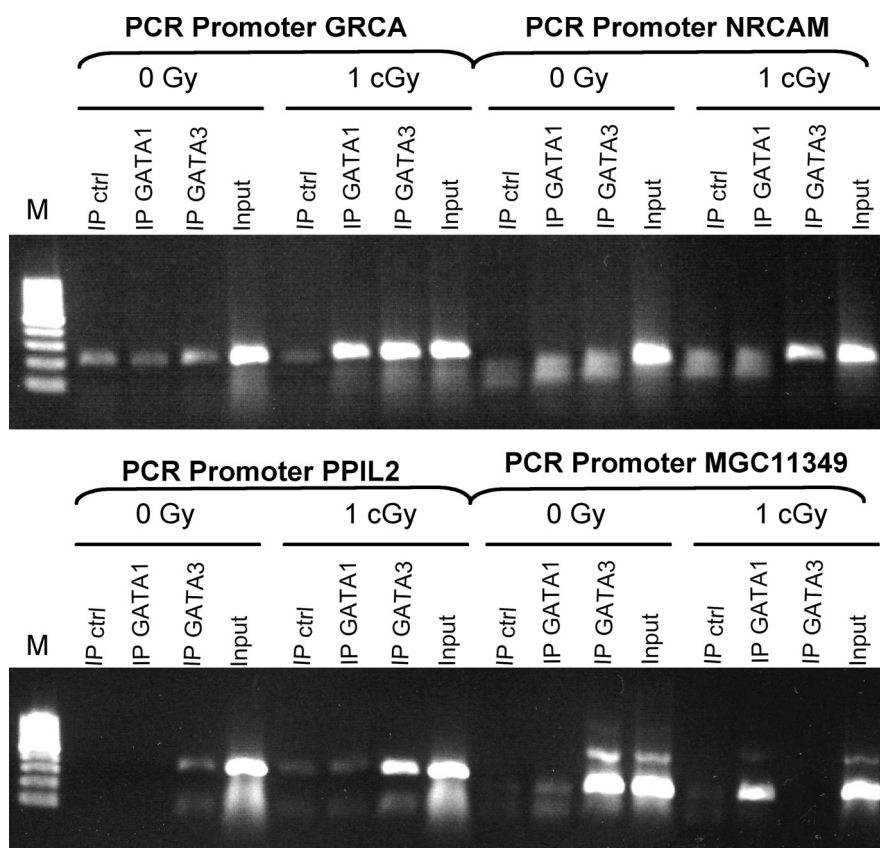 PCR Promoter GRCA PCR Promoter NRCAM
0 Gy 1 cGy 0 Gy 1 cGy
M IP ctrl IP GATA1 IP GATA3 Input IP ctrl IP GATA1 IP GATA3 Input IP ctrl IP GATA1 IP GATA3 Input IP ctrl IP GATA1 IP GATA3 Input
PCR Promoter PPIL2 PCR Promoter MGC11349
0 Gy 1 cGy 0 Gy 1 cGy
M IP ctrl IP GATA1 IP GATA3 Input IP ctrl IP GATA1 IP GATA3 Input IP ctrl IP GATA1 IP GATA3 Input IP ctrl IP GATA1 IP GATA3 Input